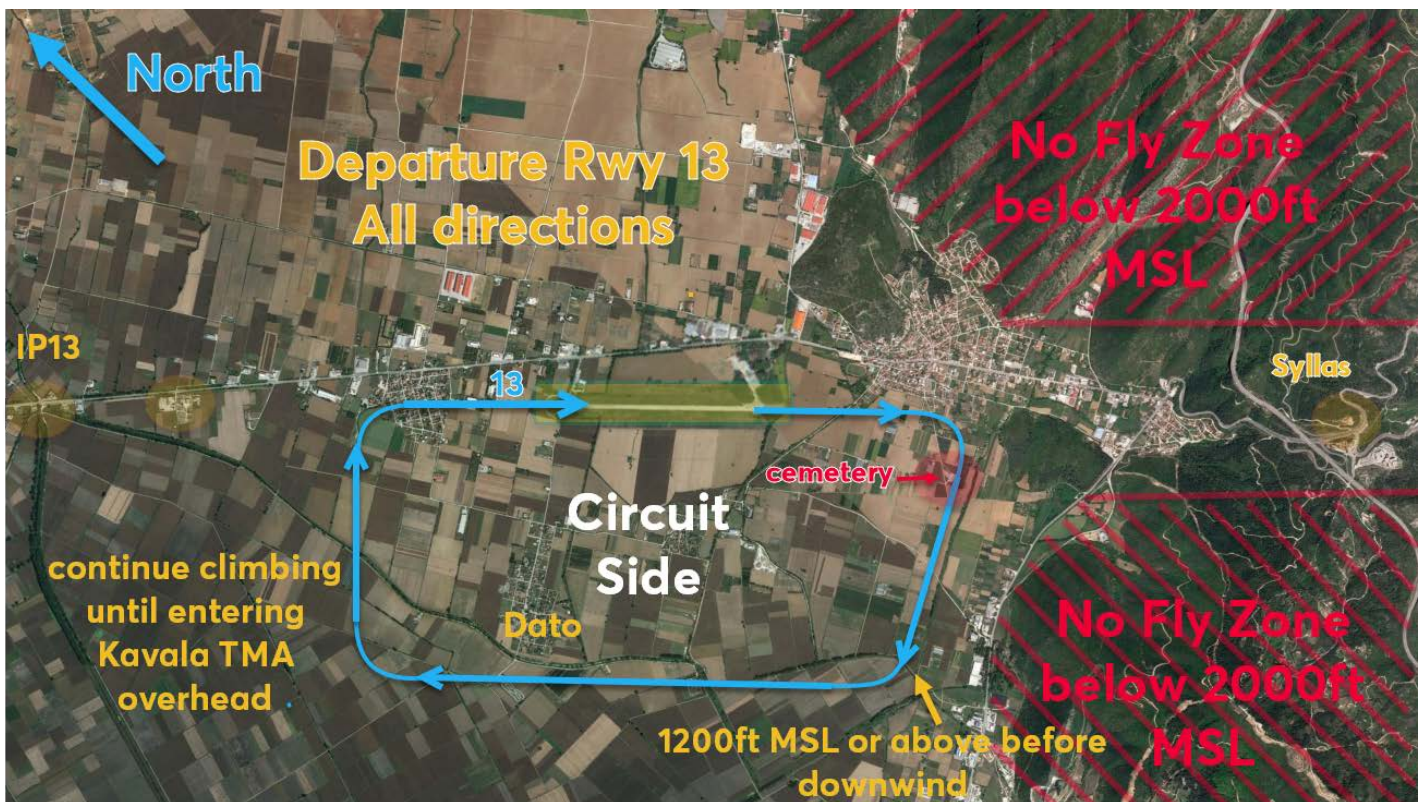 North
Departure Rwy 13
All directions
No Fly Zone
below 2000ft
MSL
IP13
13
Syllas
cemetery
Circuit
Side
continue climbing
until entering
Kavala TMA
overhead
Dato
1200ft MSL or above before
downwind
No Fly Zone
below 2000ft
MSL